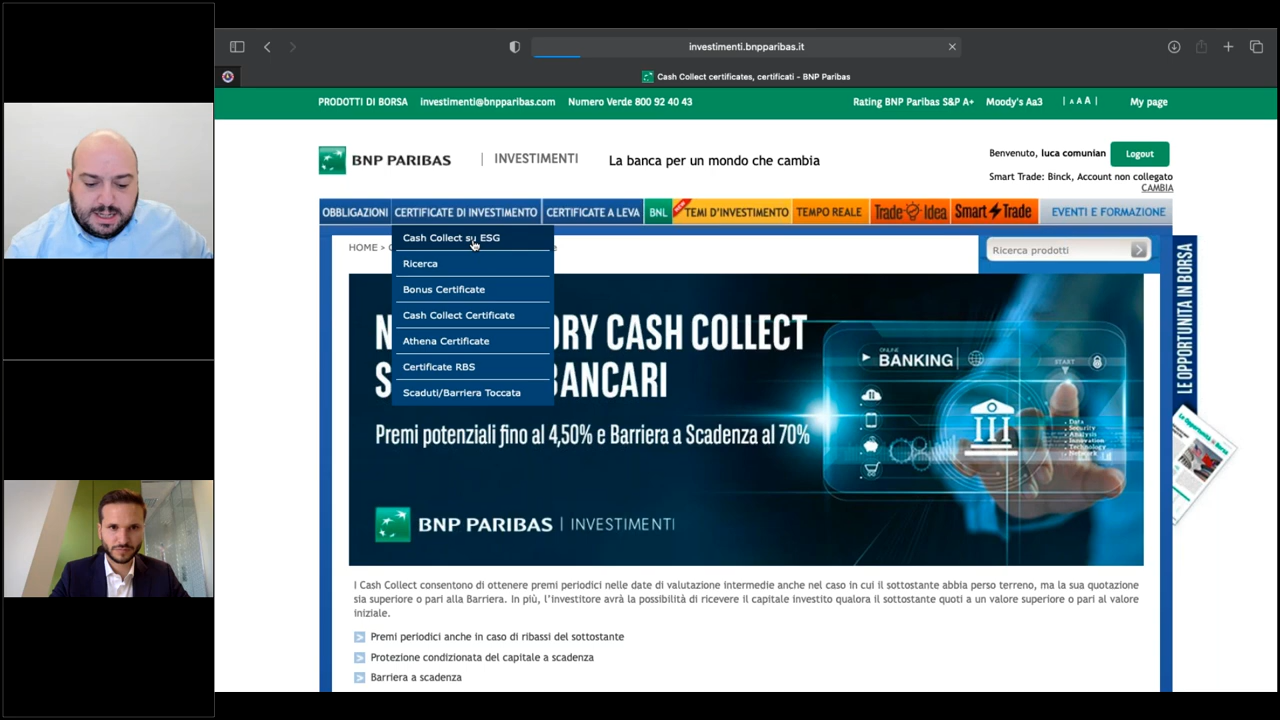 investimenti.bnpparibas.it
Cash Collect certificates, certificati - BNP Paribas
PRODOTTI DI BORSA investimenti@bnpparibas.com Numero Verde 800 92 40 43 Rating BNP Paribas S&P A+ Moody's Aa3 | A A A | My page
BNP PARIBAS | INVESTIMENTI La banca per un mondo che cambia
Benvenuto, luca comunian Logout
Smart Trade: Binck, Account non collegato
CAMBIA
OBBLIGAZIONI CERTIFICATE DI INVESTIMENTO CERTIFICATE A LEVA BNL TEMI D'INVESTIMENTO TEMPO REALE Trade Idea Smart Trade EVENTI E FORMAZIONE
HOME >
Ricerca prodotti
Cash Collect su ESG
Ricerca
Bonus Certificate
Cash Collect Certificate
Athena Certificate
Certificate RBS
Scaduti/Barriera Toccata
RY CASH COLLECT
BANCARI
Premi potenziali fino al 4,50% e Barriera a Scadenza al 70%
BNP PARIBAS | INVESTIMENTI
ONLINE
BANKING
START
Data
Security
Analysis
Innovation
Technology
Network
LE OPPORTUNITÀ IN BORSA
I Cash Collect consentono di ottenere premi periodici nelle date di valutazione intermedie anche nel caso in cui il sottostante abbia perso terreno, ma la sua quotazione
sia superiore o pari alla Barriera. In più, l'investitore avrà la possibilità di ricevere il capitale investito qualora il sottostante quoti a un valore superiore o pari al valore
iniziale.
Premi periodici anche in caso di ribassi del sottostante
Protezione condizionata del capitale a scadenza
Barriera a scadenza